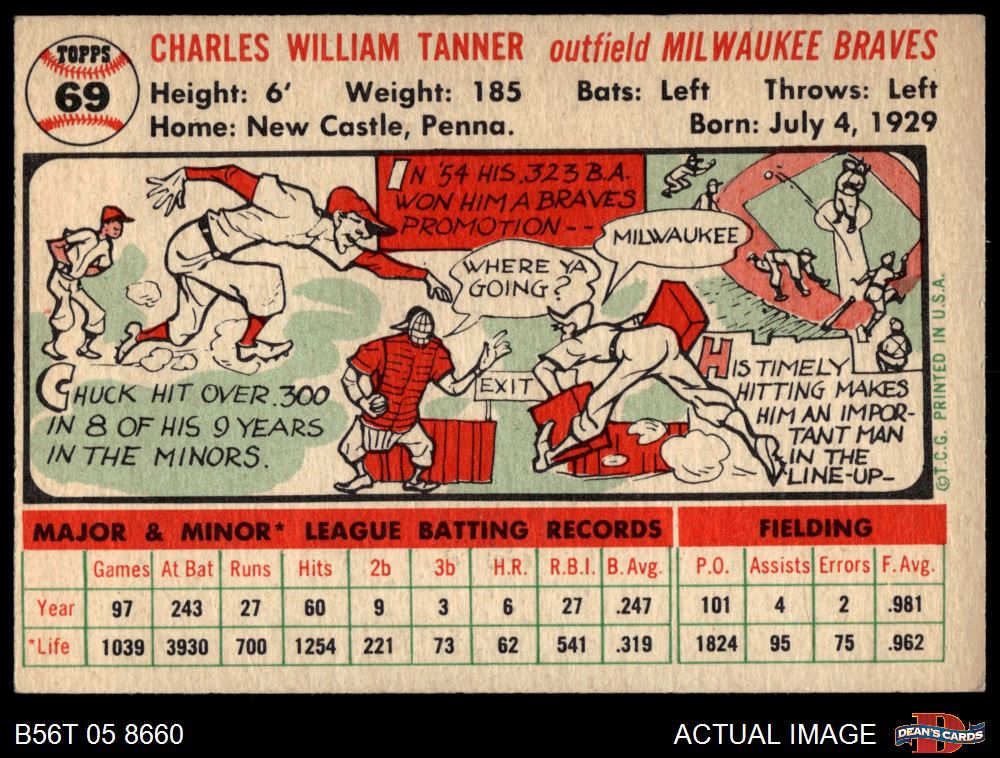 TOPPS
69
CHARLES WILLIAM TANNER outfield MILWAUKEE BRAVES
Height: 6' Weight: 185 Bats: Left Throws: Left
Home: New Castle, Penna. Born: July 4, 1929
IN '54 HIS .323 B.A.
WON HIM A BRAVES
PROMOTION--
WHERE YA
GOING?
MILWAUKEE
EXIT
CHUCK HIT OVER .300
IN 8 OF HIS 9 YEARS
IN THE MINORS.
HIS TIMELY
HITTING MAKES
HIM AN IMPOR-
TANT MAN
IN THE
LINE-UP-
©T.C.G. PRINTED IN U.S.A.
MAJOR & MINOR* LEAGUE BATTING RECORDS FIELDING
Games At Bat Runs Hits 2b 3b H.R. R.B.I. B. Avg. P.O. Assists Errors F. Avg.
Year 97 243 27 60 9 3 6 27 .247 101 4 2 .981
*Life 1039 3930 700 1254 221 73 62 541 .319 1824 95 75 .962
B56T 05 8660 ACTUAL IMAGE
DEAN'S CARDS